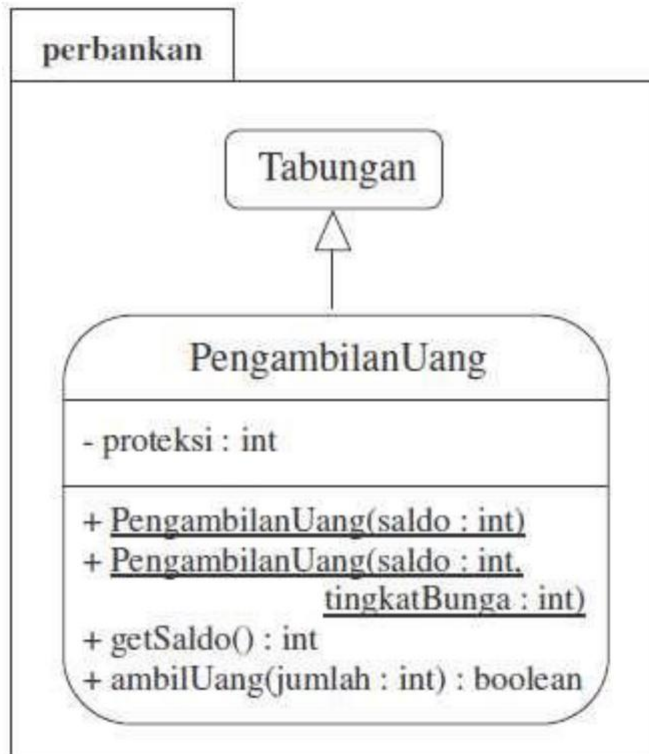 perbankan
Tabungan
PengambilanUang
- proteksi : int
+ PengambilanUang(saldo : int)
+ PengambilanUang(saldo : int,
tingkatBunga : int)
+ getSaldo() : int
+ ambilUang(jumlah : int) : boolean